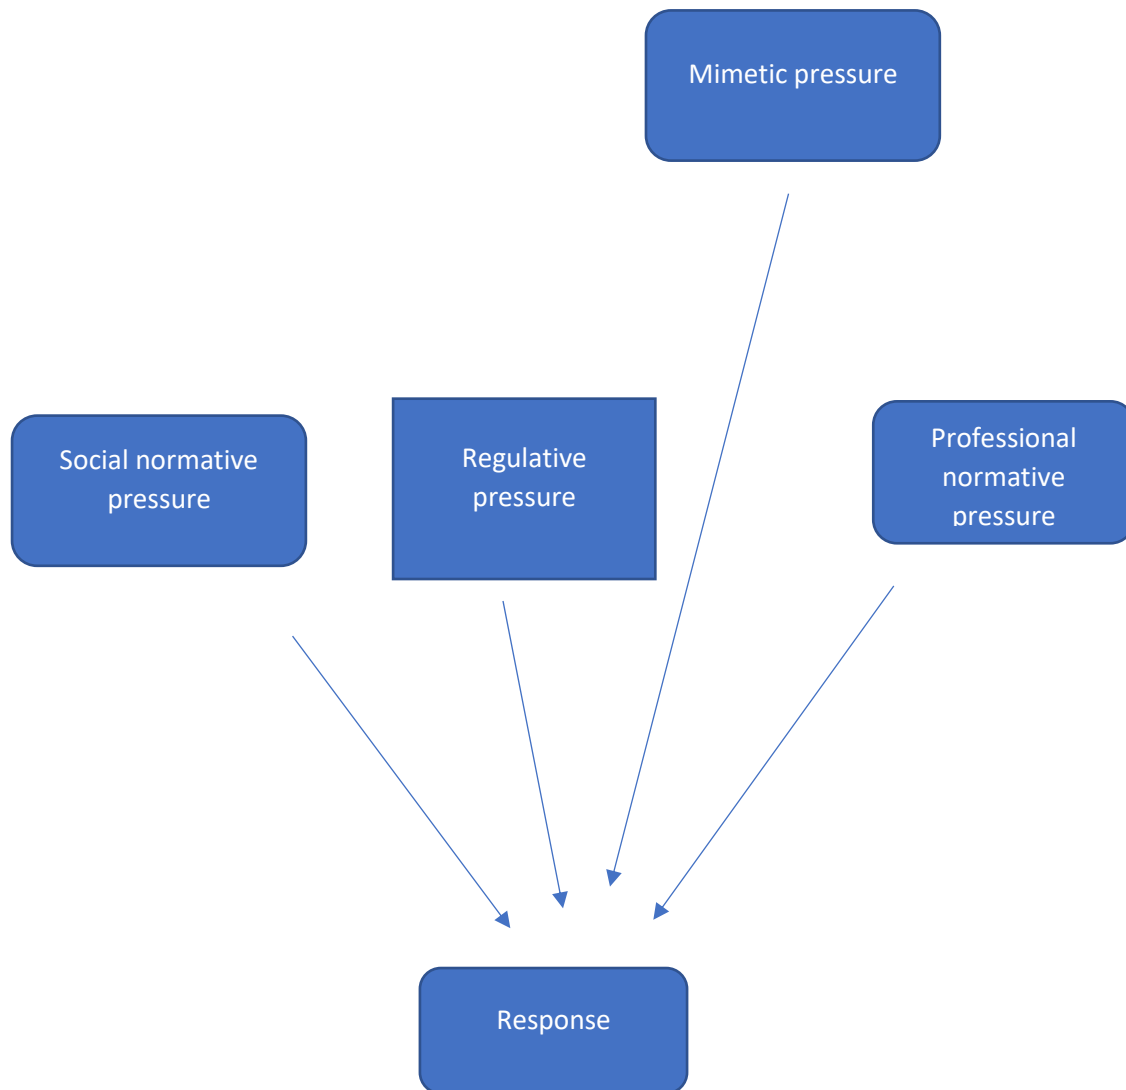 Mimetic pressure
Social normative
pressure
Regulative
pressure
Professional
normative
pressure
Response